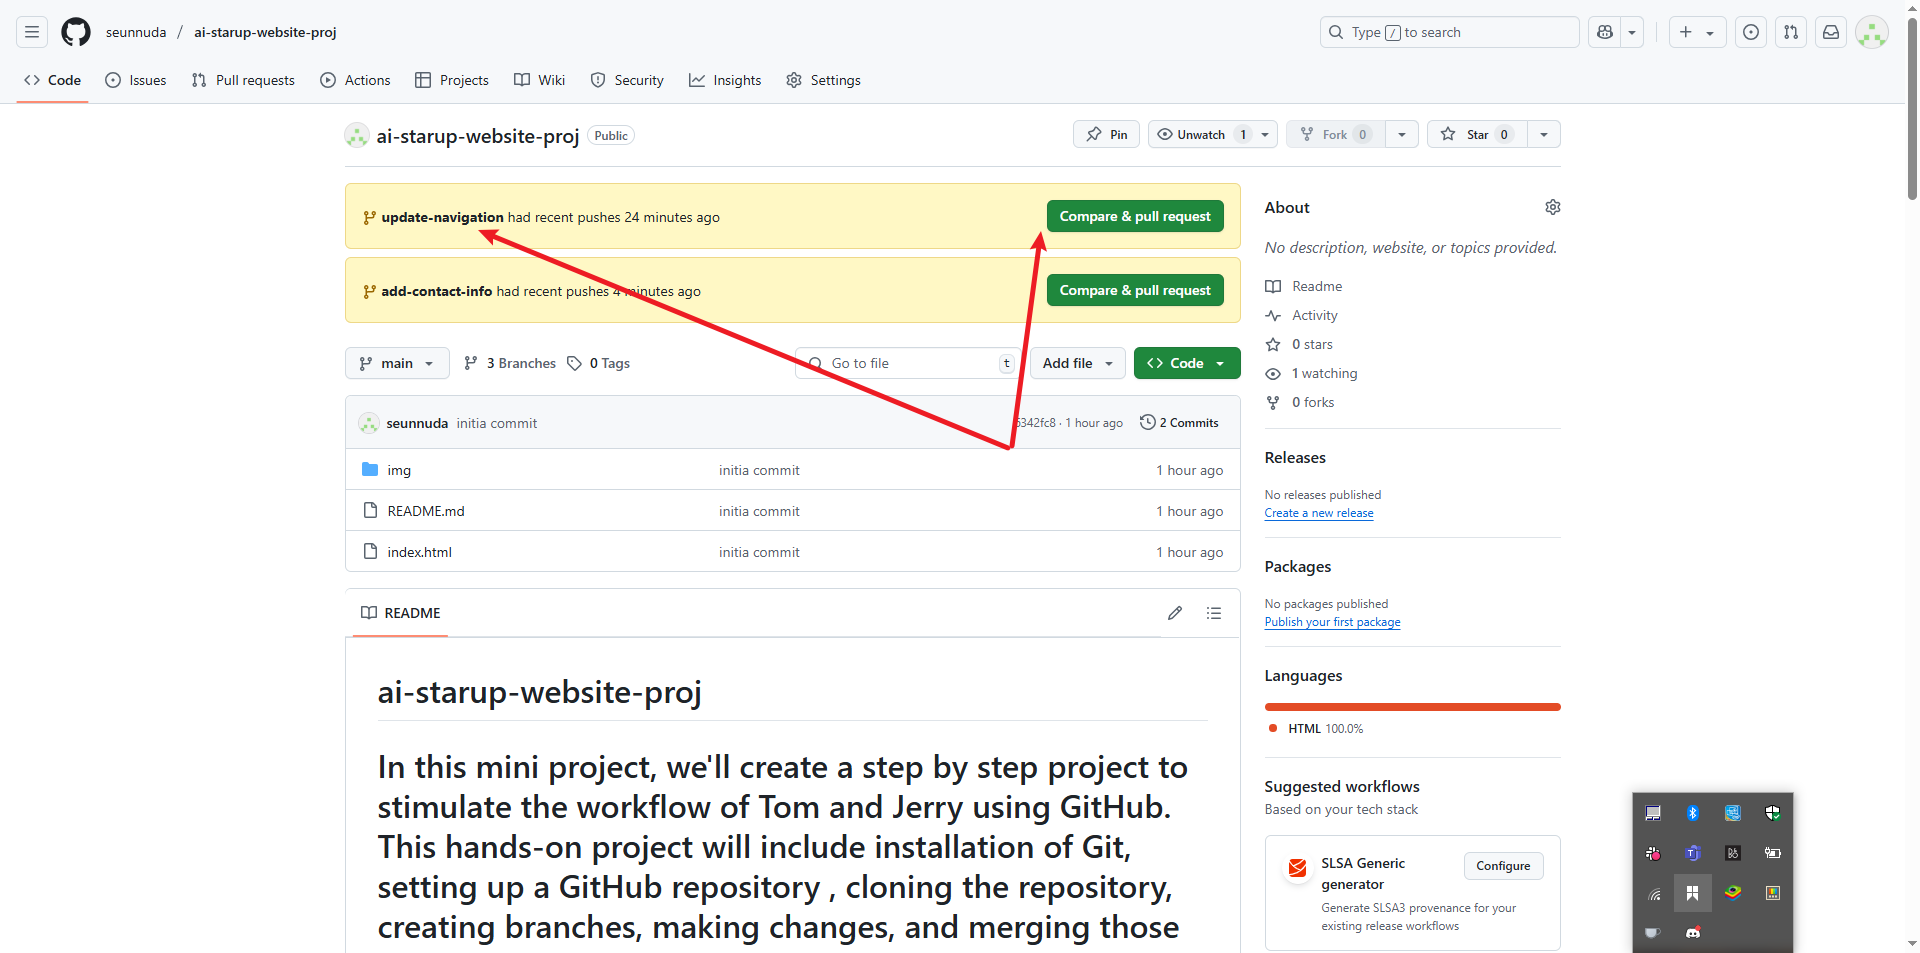 seunnuda / ai-starup-website-proj
Type / to search
Code Issues Pull requests Actions Projects Wiki Security Insights Settings
ai-starup-website-proj Public
Pin Unwatch 1 Fork 0 Star 0
update-navigation had recent pushes 24 minutes ago Compare & pull request
add-contact-info had recent pushes 4 minutes ago Compare & pull request
main 3 Branches 0 Tags Go to file t Add file Code
seunnuda initia commit 6342fc8 · 1 hour ago 2 Commits
img initia commit 1 hour ago
README.md initia commit 1 hour ago
index.html initia commit 1 hour ago
README
ai-starup-website-proj
In this mini project, we'll create a step by step project to
stimulate the workflow of Tom and Jerry using GitHub.
This hands-on project will include installation of Git,
setting up a GitHub repository , cloning the repository,
creating branches, making changes, and merging those
About
No description, website, or topics provided.
Readme
Activity
0 stars
1 watching
0 forks
Releases
No releases published
Create a new release
Packages
No packages published
Publish your first package
Languages
HTML 100.0%
Suggested workflows
Based on your tech stack
SLSA Generic
generator
Configure
Generate SLSA3 provenance for your
existing release workflows